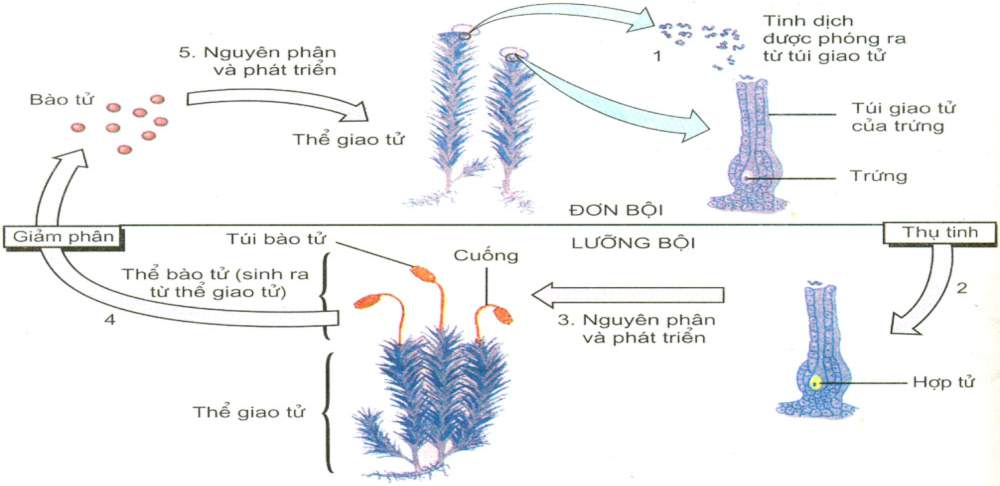 5. Nguyên phân
và phát triển
Bào tử
Thể giao tử
1
Tinh dịch
được phóng ra
từ túi giao tử
Túi giao tử
của trứng
Trứng
ĐƠN BỘI
Giảm phân
Thụ tinh
LƯỠNG BỘI
Túi bào tử
Cuống
Thể bào tử (sinh ra
từ thể giao tử)
4
3. Nguyên phân
và phát triển
2
Hợp tử
Thể giao tử